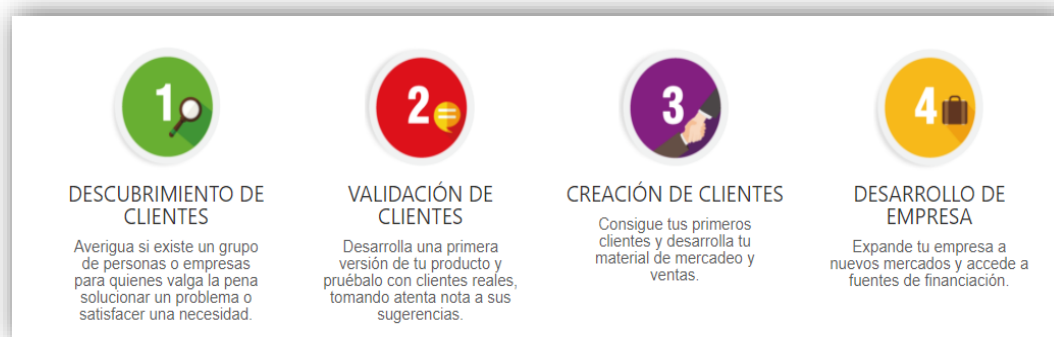 1
DESCUBRIMIENTO DE
CLIENTES
Averigua si existe un grupo
de personas o empresas
para quienes valga la pena
solucionar un problema o
satisfacer una necesidad.
2
VALIDACIÓN DE
CLIENTES
Desarrolla una primera
versión de tu producto y
pruébalo con clientes reales,
tomando atenta nota a sus
sugerencias.
3
CREACIÓN DE CLIENTES
Consigue tus primeros
clientes y desarrolla tu
material de mercadeo y
ventas.
4
DESARROLLO DE
EMPRESA
Expande tu empresa a
nuevos mercados y accede a
fuentes de financiación.